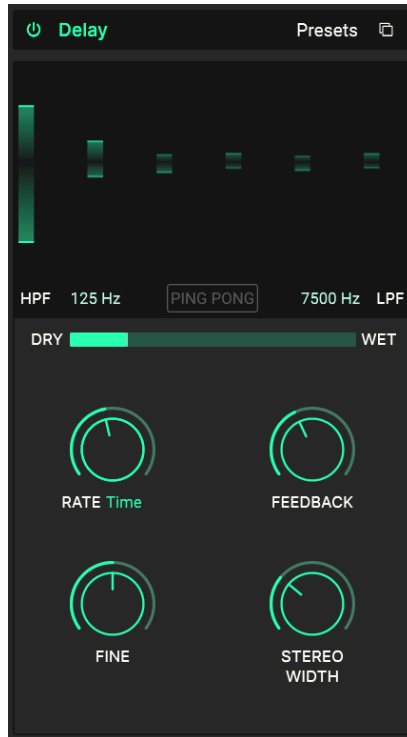 Delay Presets
HPF 125 Hz PING PONG 7500 Hz LPF
DRY WET
RATE Time FEEDBACK
FINE STEREO
WIDTH